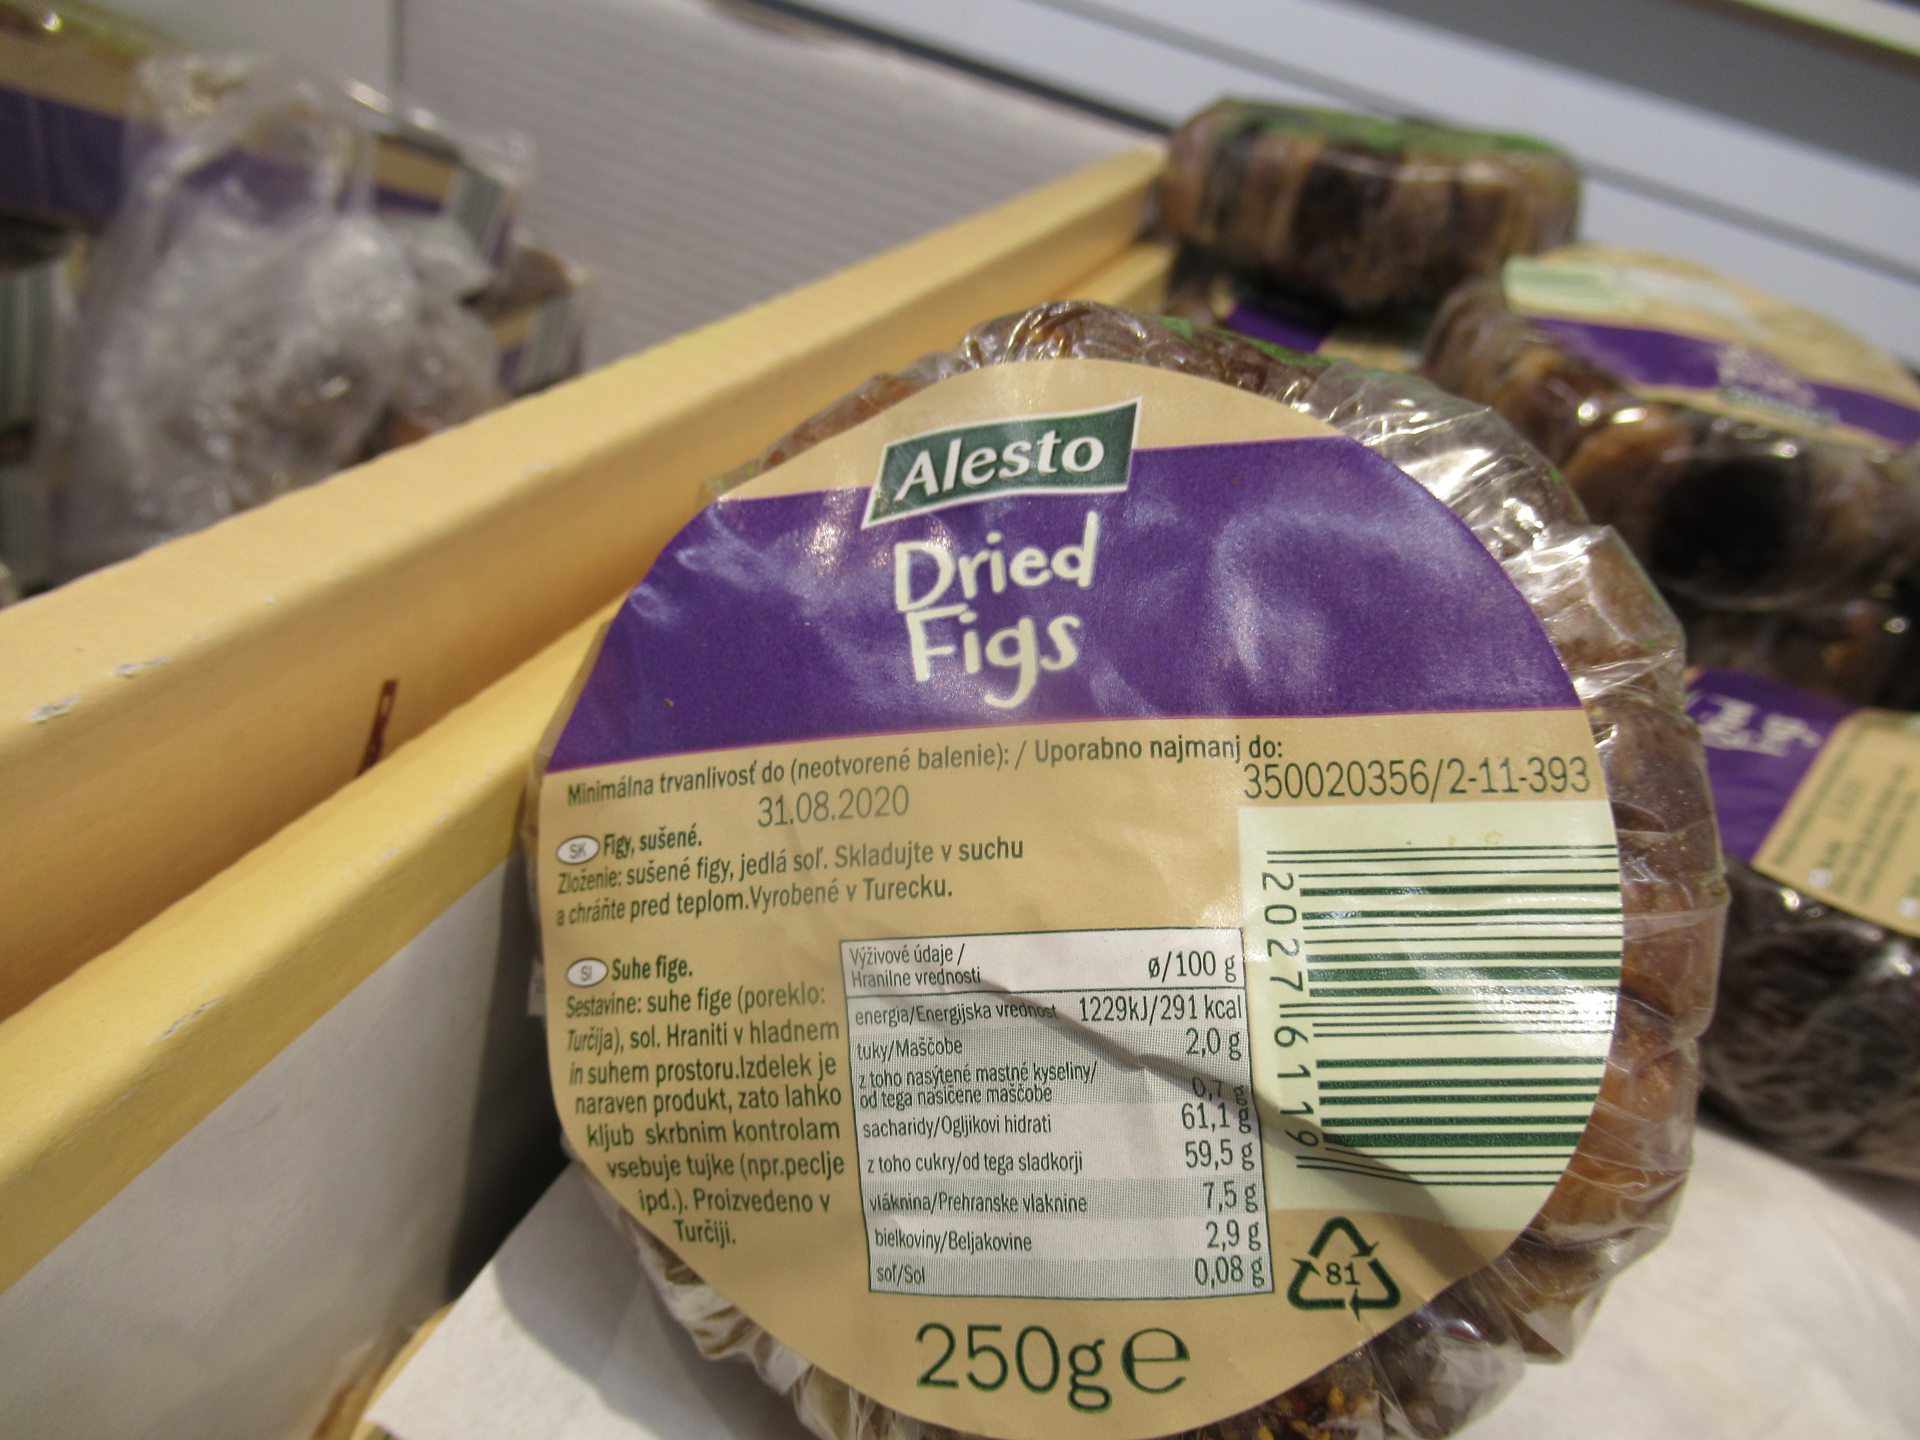 Alesto
Dried
Figs
Minimálna trvanlivosť do (neotvorené balenie): / Uporabno najmanj do:
350020356/2-11-393
31.08.2020
SK Figy, sušené.
Zloženie: sušené figy, jedlá soľ. Skladujte v suchu
a chráňte pred teplom.Vyrobené v Turecku.
SI Suhe fige.
Sestavine: suhe fige (poreklo:
Turčija), sol. Hraniti v hladnem
in suhem prostoru.Izdelek je
naraven produkt, zato lahko
kljub skrbnim kontrolam
vsebuje tujke (npr.peclje
ipd.). Proizvedeno v
Turčiji.
Výživové údaje /
Hranilne vrednosti ø/100 g
energia/Energijska vrednost 1229kJ/291 kcal
tuky/Maščobe 2,0 g
z toho nasýtené mastné kyseliny/
od tega nasičene maščobe 0,7 g
sacharidy/Ogljikovi hidrati 61,1 g
z toho cukry/od tega sladkorji 59,5 g
vláknina/Prehranske vlaknine 7,5 g
bielkoviny/Beljakovine 2,9 g
soľ/Sol 0,08 g
20276119
81
250g e